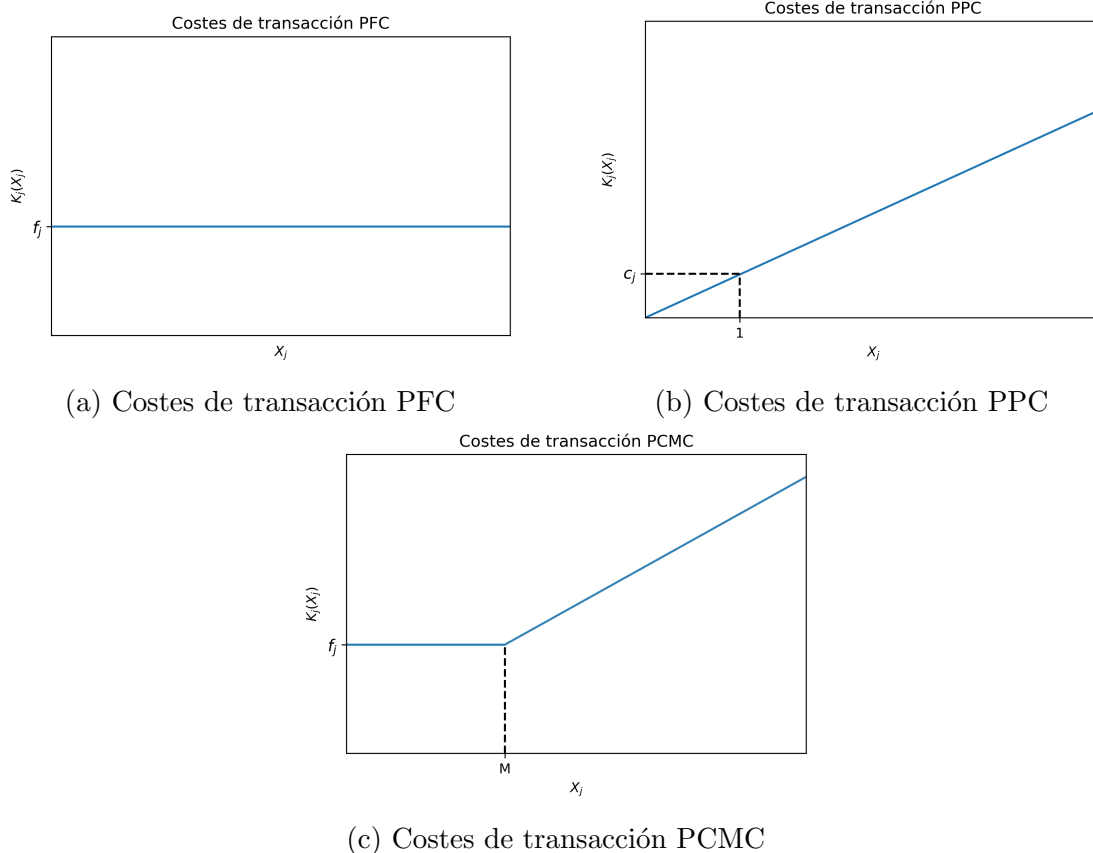 Costes de transacción PFC
K_j(X_j)
f_j
X_j
(a) Costes de transacción PFC
Costes de transacción PPC
K_j(X_j)
c_j
1
X_j
(b) Costes de transacción PPC
Costes de transacción PCMC
K_j(X_j)
f_j
M
X_j
(c) Costes de transacción PCMC